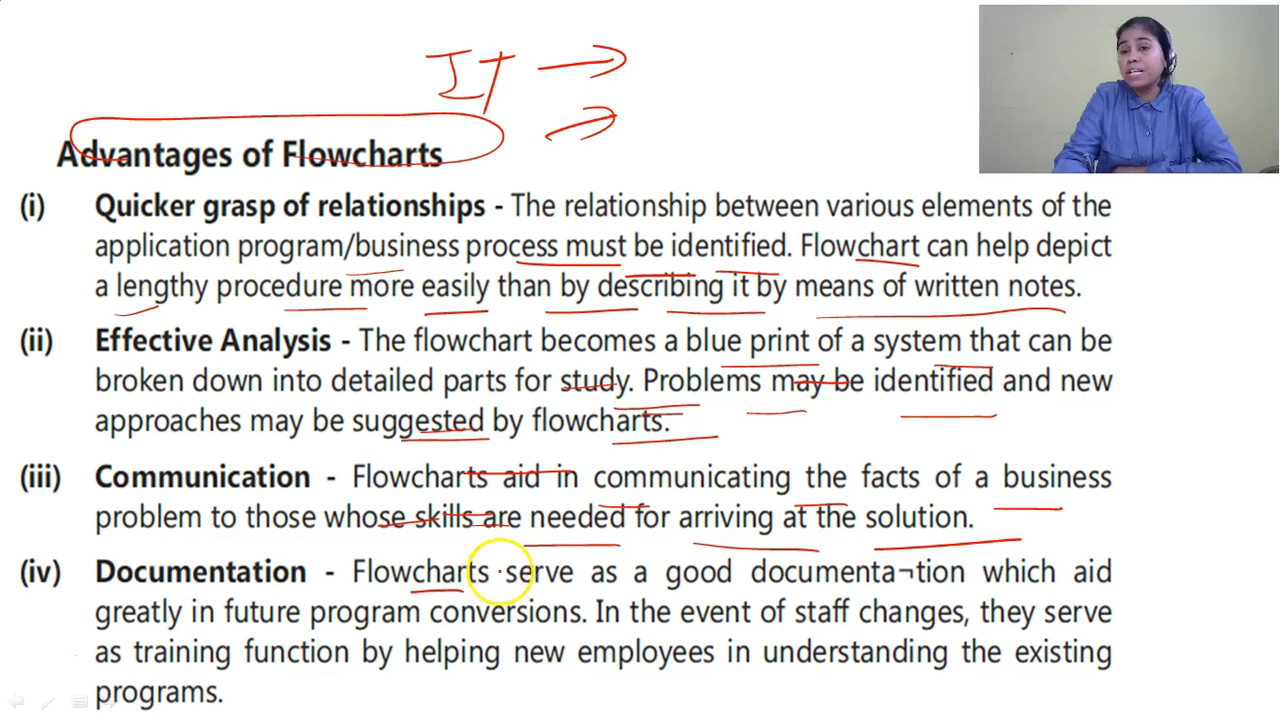 IT
Advantages of Flowcharts
(i) Quicker grasp of relationships - The relationship between various elements of the
application program/business process must be identified. Flowchart can help depict
a lengthy procedure more easily than by describing it by means of written notes.
(ii) Effective Analysis - The flowchart becomes a blue print of a system that can be
broken down into detailed parts for study. Problems may be identified and new
approaches may be suggested by flowcharts.
(iii) Communication - Flowcharts aid in communicating the facts of a business
problem to those whose skills are needed for arriving at the solution.
(iv) Documentation - Flowcharts serve as a good documenta¬tion which aid
greatly in future program conversions. In the event of staff changes, they serve
as training function by helping new employees in understanding the existing
programs.